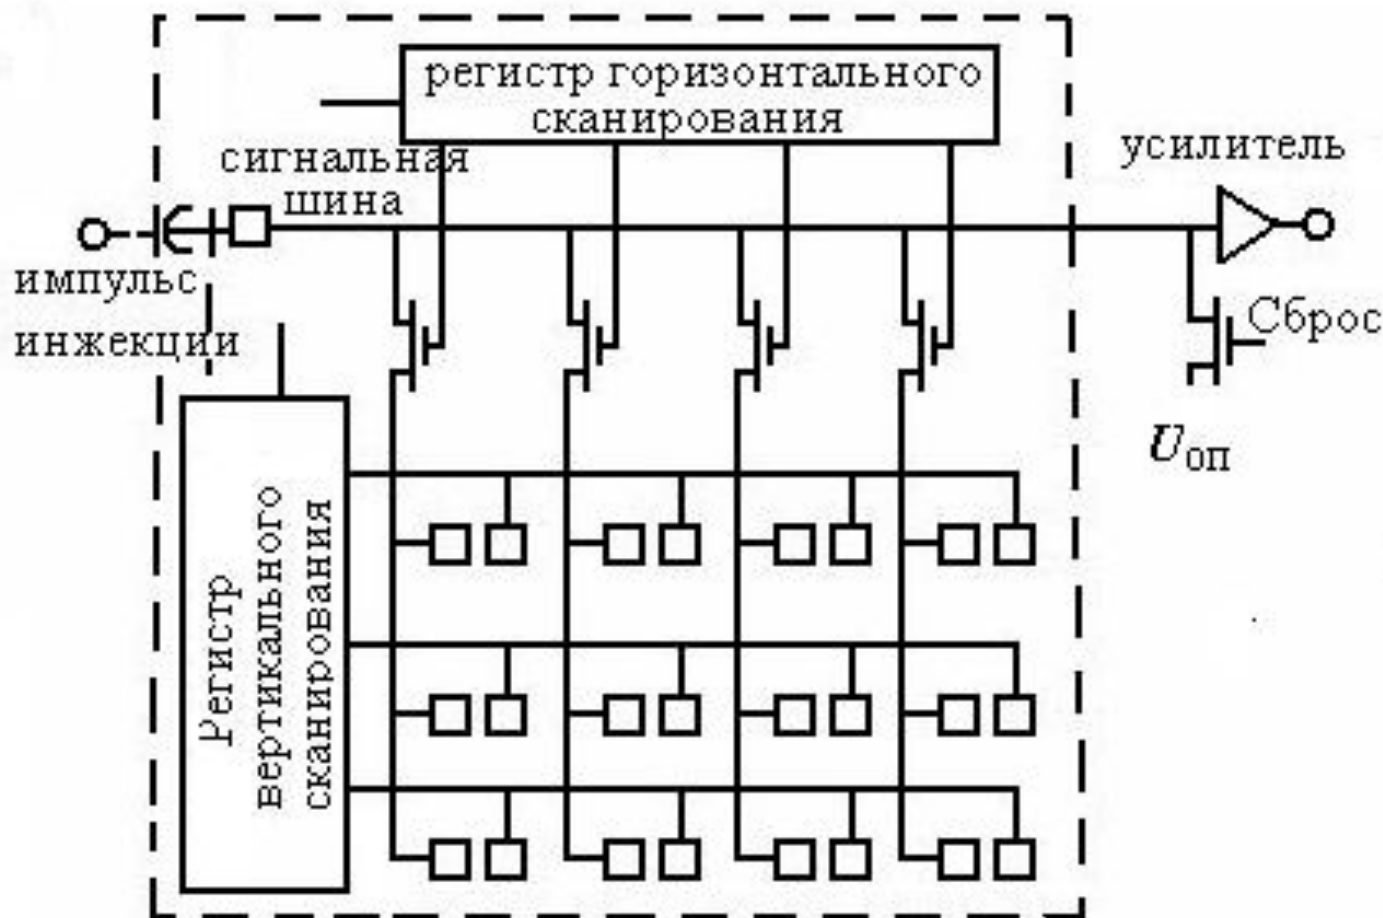 регистр горизонтального
сканирования
усилитель
сигнальная
шина
импульс
инжекции
Сброс
Uоп
Регистр
вертикального
сканирования